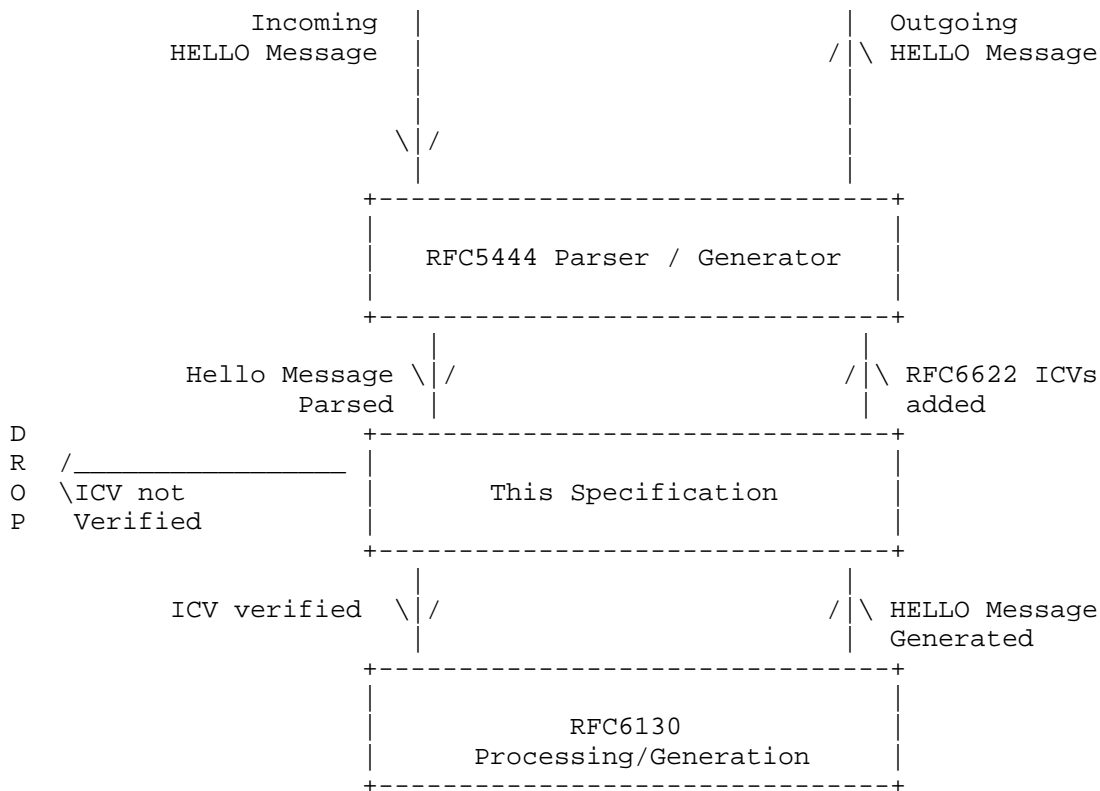 Incoming Outgoing
HELLO Message HELLO Message
RFC5444 Parser / Generator
Hello Message RFC6622 ICVs
Parsed added
D
R
O ICV not This Specification
P Verified
ICV verified HELLO Message
Generated
RFC6130
Processing/Generation